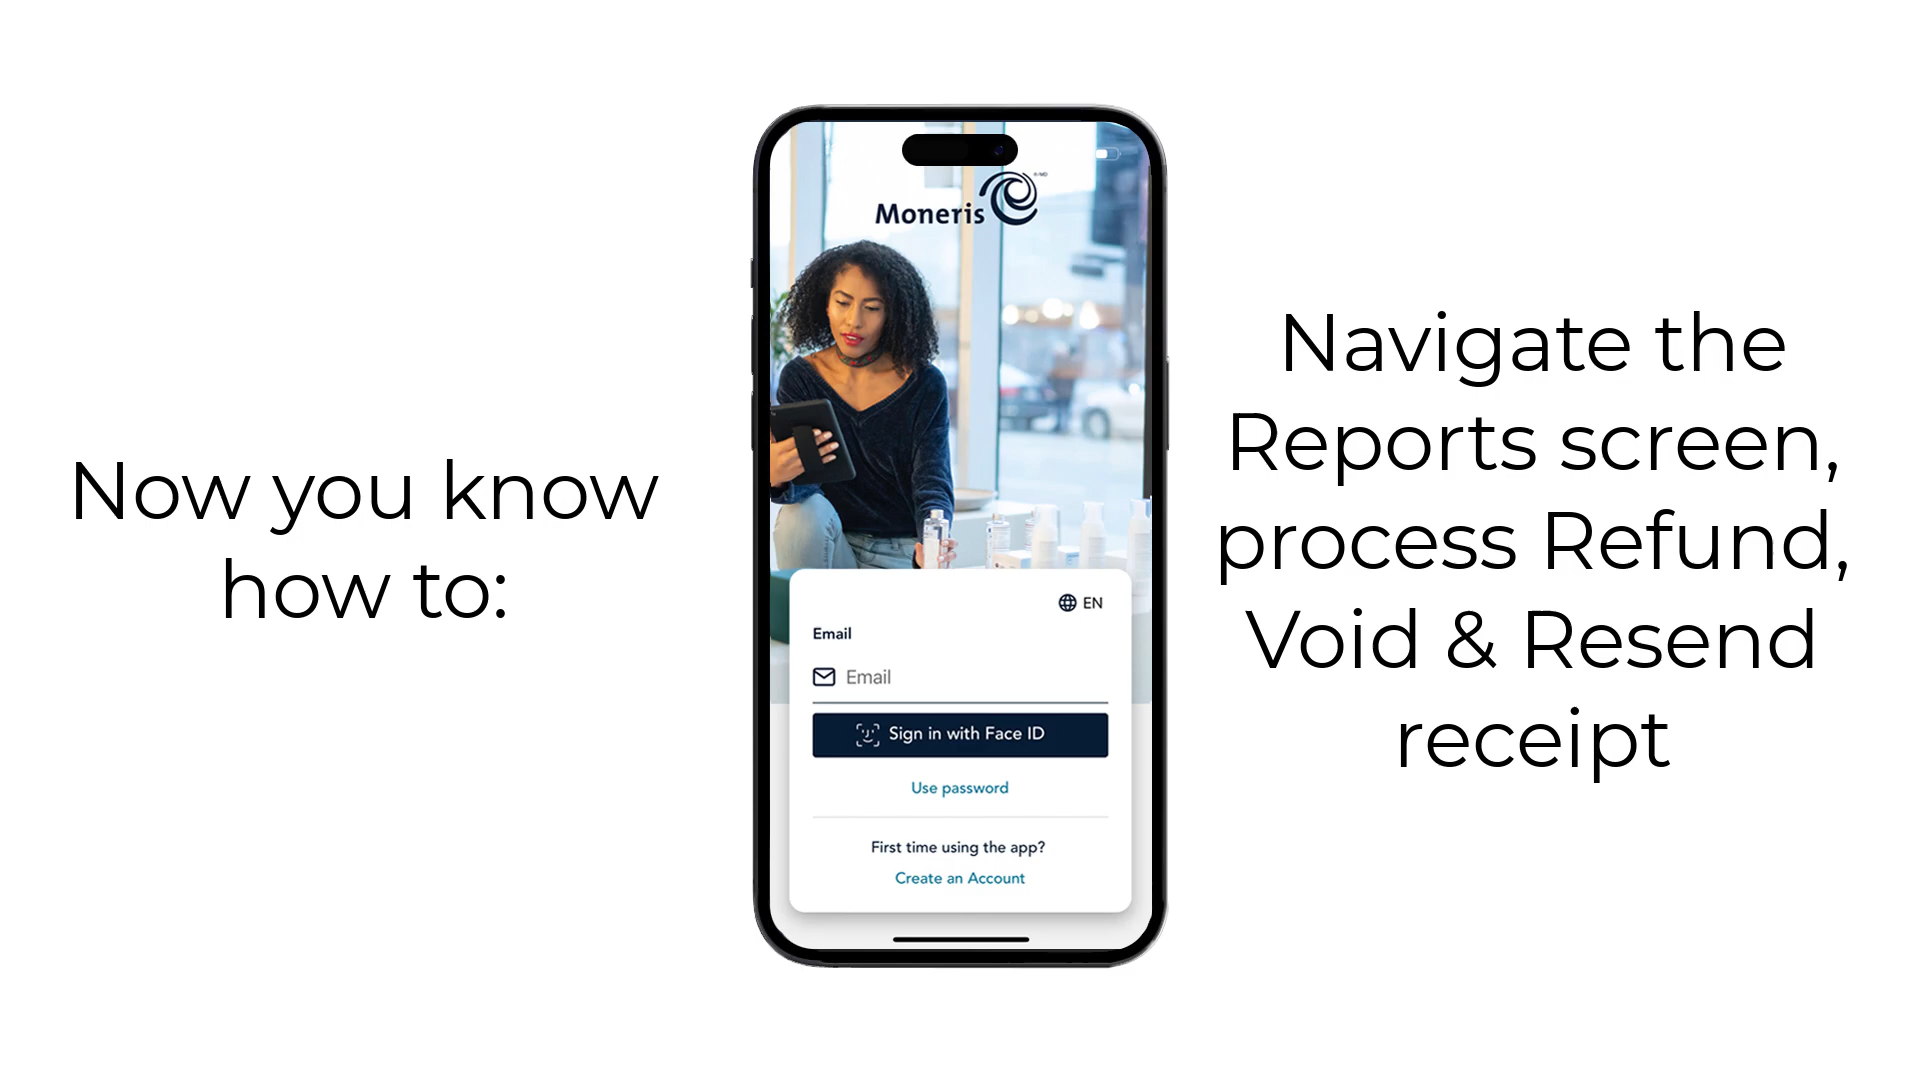 Now you know
how to:
Moneris
EN
Email
Email
Sign in with Face ID
Use password
First time using the app?
Create an Account
Navigate the
Reports screen,
process Refund,
Void & Resend
receipt